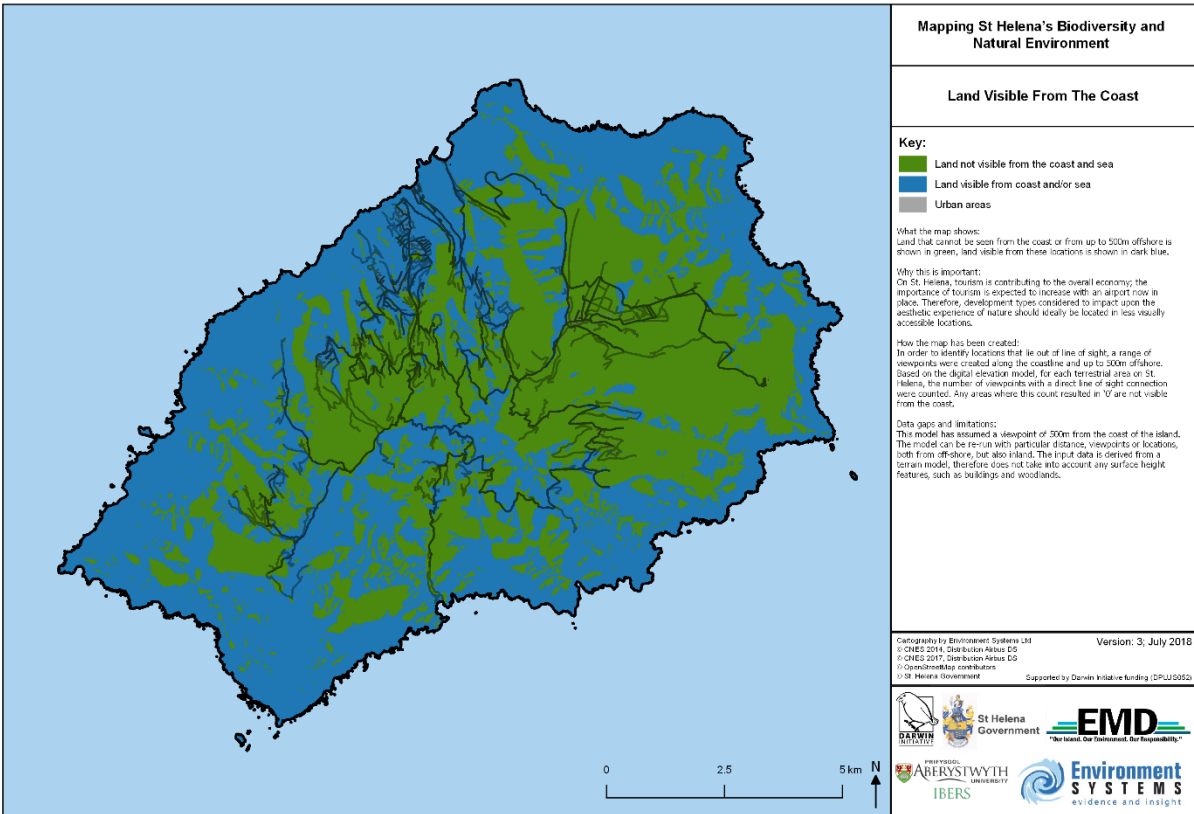 Mapping St Helena's Biodiversity and
Natural Environment
Land Visible From The Coast
Key:
Land not visible from the coast and sea
Land visible from coast and/or sea
Urban areas
What the map shows:
Land that cannot be seen from the coast or from up to 500m offshore is
shown in green, land visible from these locations is shown in dark blue.
Why this is important:
On St. Helena, tourism is contributing to the overall economy; the
importance of tourism is expected to increase with an airport now in
place. Therefore, development types considered to impact upon the
aesthetic experience of nature should ideally be located in less visually
accessible locations.
How the map has been created:
In order to identify locations that lie out of line of sight, a range of
viewpoints were created along the coastline and up to 500m offshore.
Based on the digital elevation model, for each terrestrial area on St.
Helena, the number of viewpoints with a direct line of sight connection
were counted. Any areas where this count resulted in '0' are not visible
from the coast.
Data gaps and limitations:
This model has assumed a viewpoint of 500m from the coast of the island.
The model can be re-run with particular distance, viewpoints or locations,
both from off-shore, but also inland. The input data is derived from a
terrain model, therefore does not take into account any surface height
features, such as buildings and woodlands.
Cartography by Environment Systems Ltd
© CNES 2014, Distribution Airbus DS
© CNES 2017, Distribution Airbus DS
© OpenStreetMap contributors
© St. Helena Government
Version: 3; July 2018
Supported by Darwin Initiative funding (DPLUS052)
DARWIN
INITIATIVE
St Helena
Government
EMD
"Our Island. Our Environment. Our Responsibility."
PRIFYSGOL
ABERYSTWYTH
UNIVERSITY
IBERS
Environment
SYSTEMS
evidence and insight
0 2.5 5 km
N